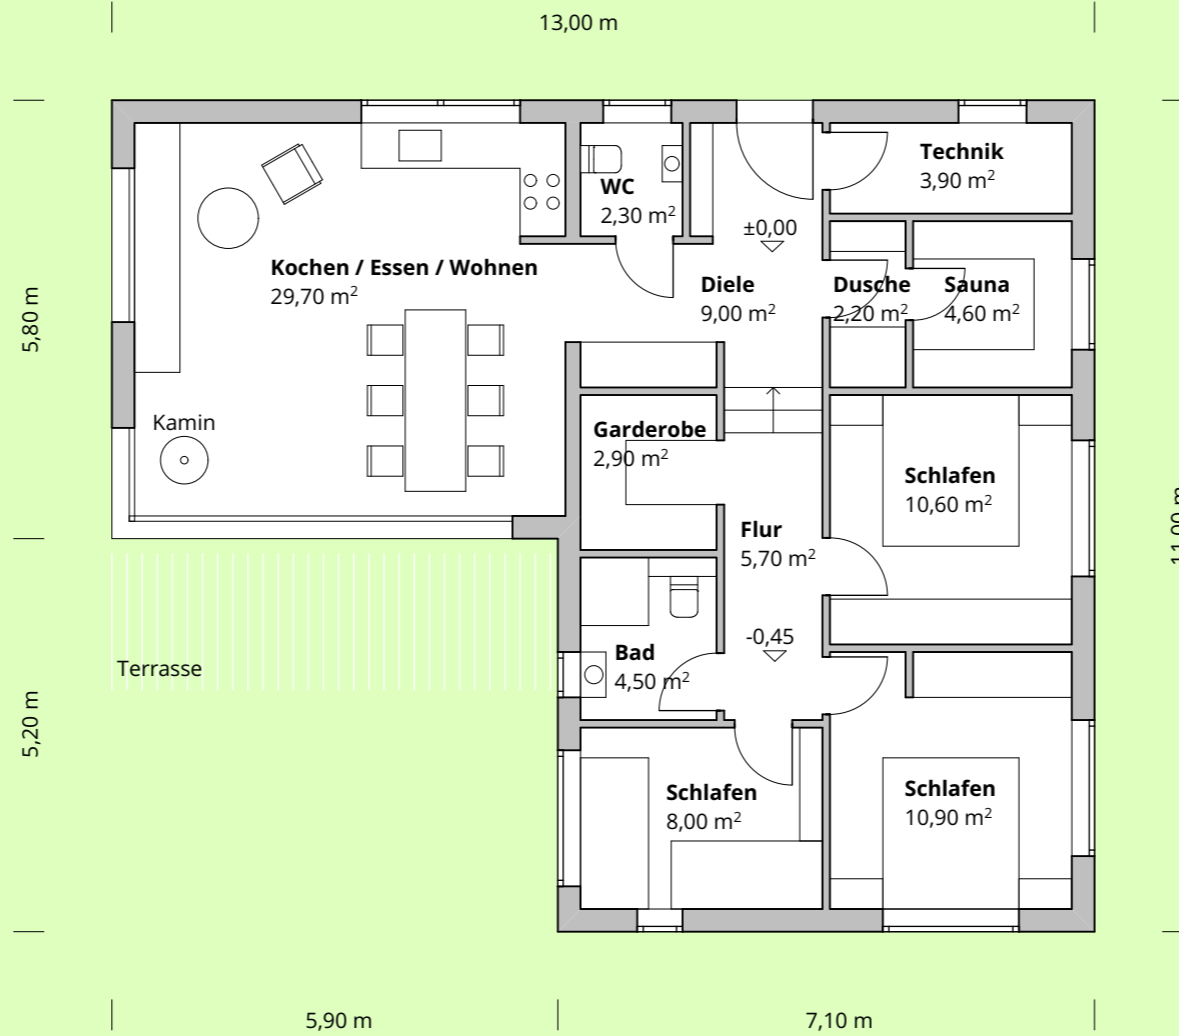 13,00 m
Technik
3,90 m²
WC
2,30 m²
±0,00
Kochen / Essen / Wohnen
29,70 m²
Diele
9,00 m²
Dusche
2,20 m²
Sauna
4,60 m²
5,80 m
Kamin
Garderobe
2,90 m²
Schlafen
10,60 m²
11,00 m
Flur
5,70 m²
-0,45
Terrasse
Bad
4,50 m²
5,20 m
Schlafen
8,00 m²
Schlafen
10,90 m²
5,90 m
7,10 m